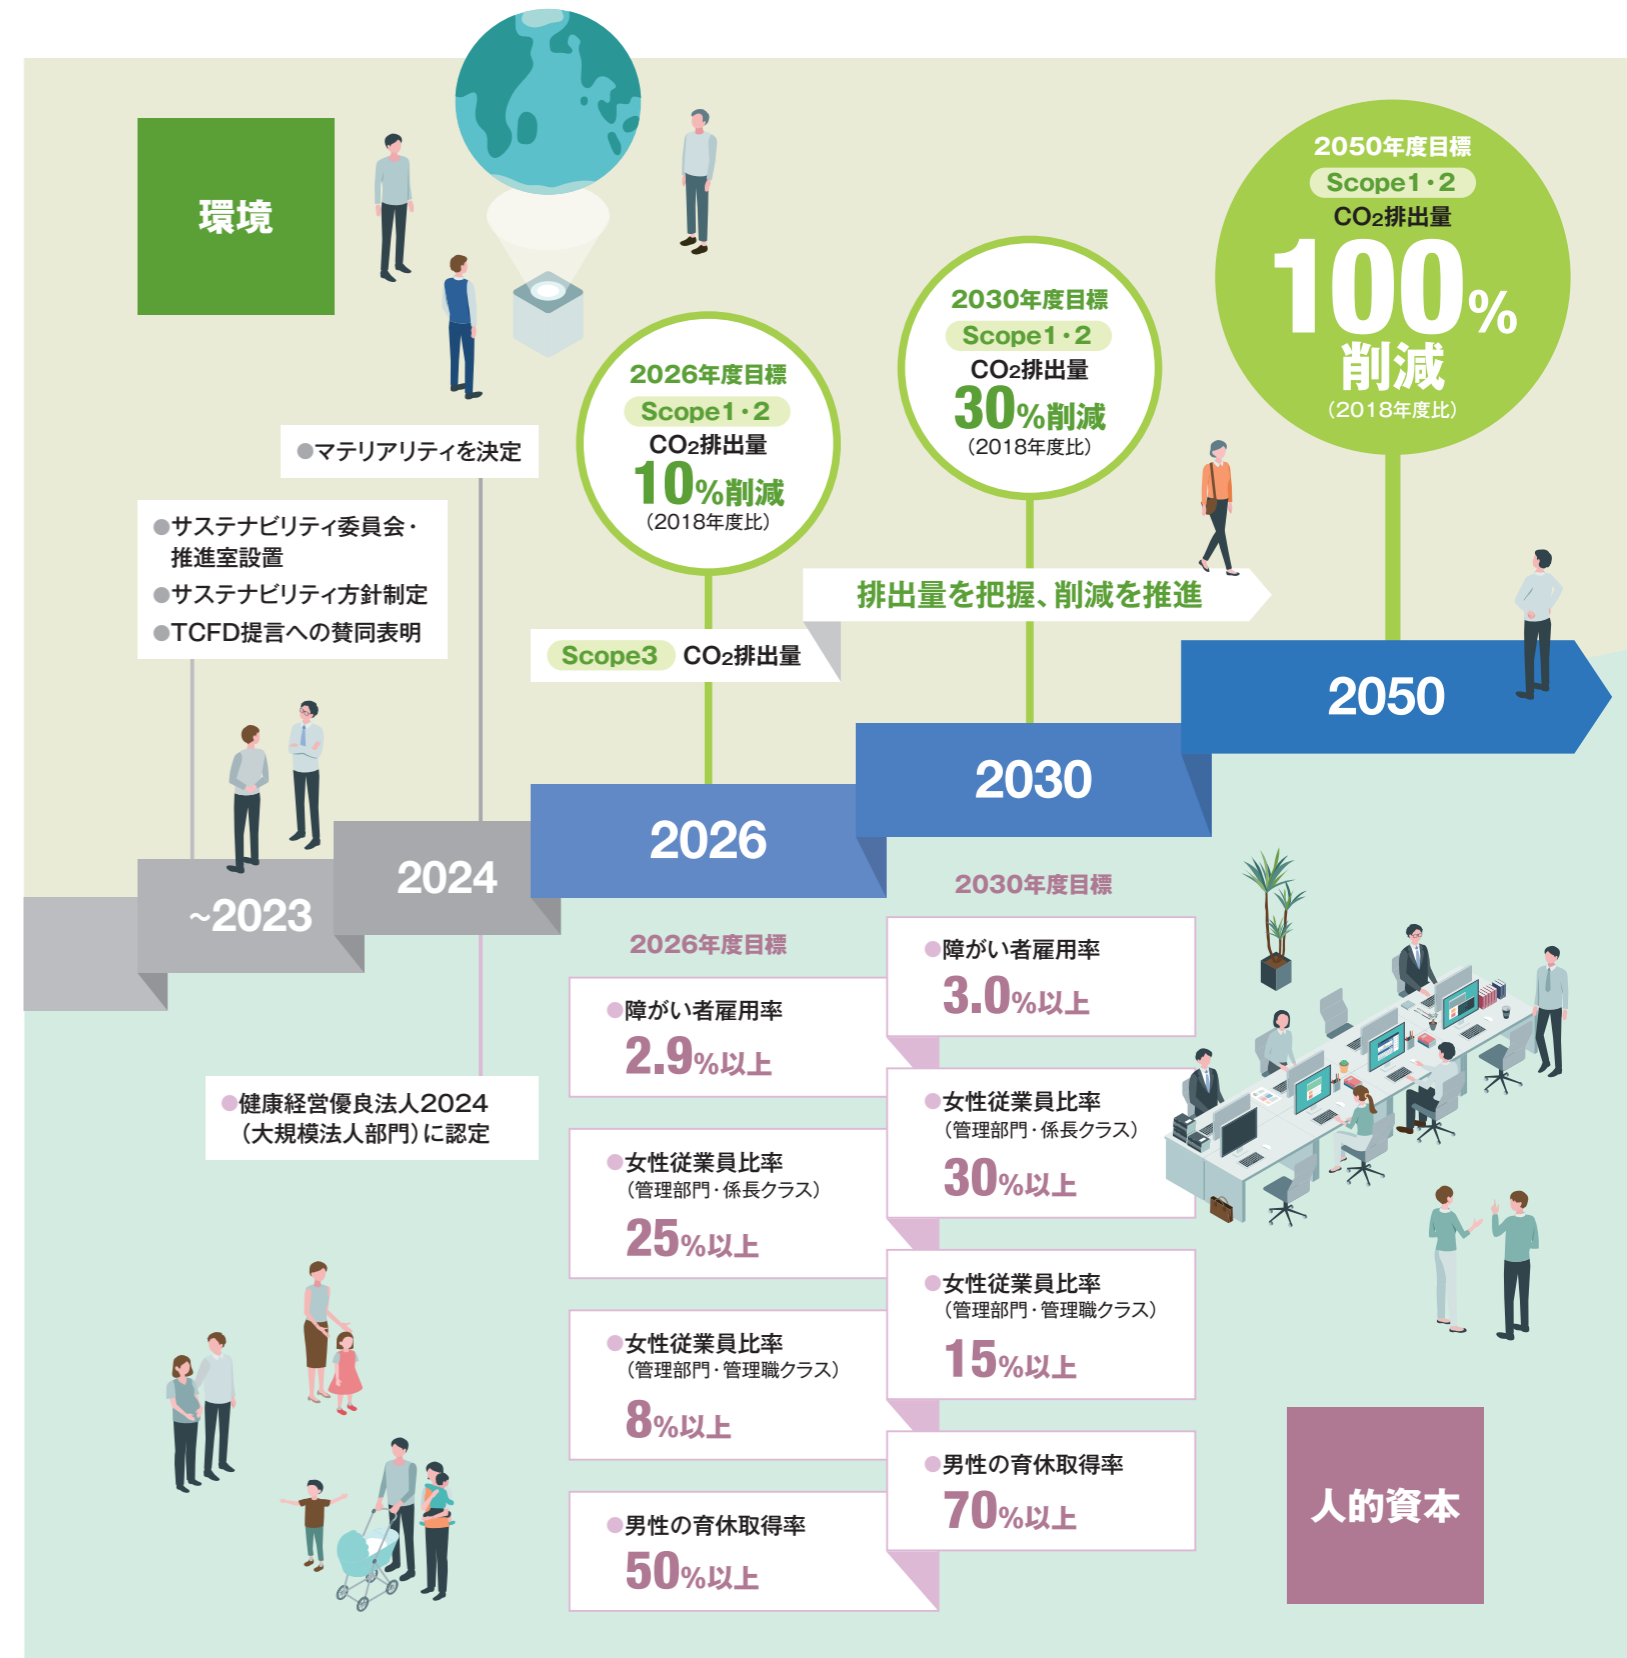 環境
2050年度目標
Scope1・2
CO2排出量
100%
削減
（2018年度比）
2030年度目標
Scope1・2
CO2排出量
30%削減
（2018年度比）
2026年度目標
Scope1・2
CO2排出量
10%削減
（2018年度比）
●マテリアリティを決定
●サステナビリティ委員会・
推進室設置
●サステナビリティ方針制定
●TCFD提言への賛同表明
排出量を把握、削減を推進
Scope3 CO2排出量
2050
2030
2026
2024
～2023
2026年度目標
●障がい者雇用率
2.9%以上
●女性従業員比率
（管理部門・係長クラス）
25%以上
●女性従業員比率
（管理部門・管理職クラス）
8%以上
●男性の育休取得率
50%以上
2030年度目標
●障がい者雇用率
3.0%以上
●女性従業員比率
（管理部門・係長クラス）
30%以上
●女性従業員比率
（管理部門・管理職クラス）
15%以上
●男性の育休取得率
70%以上
●健康経営優良法人2024
（大規模法人部門）に認定
人的資本